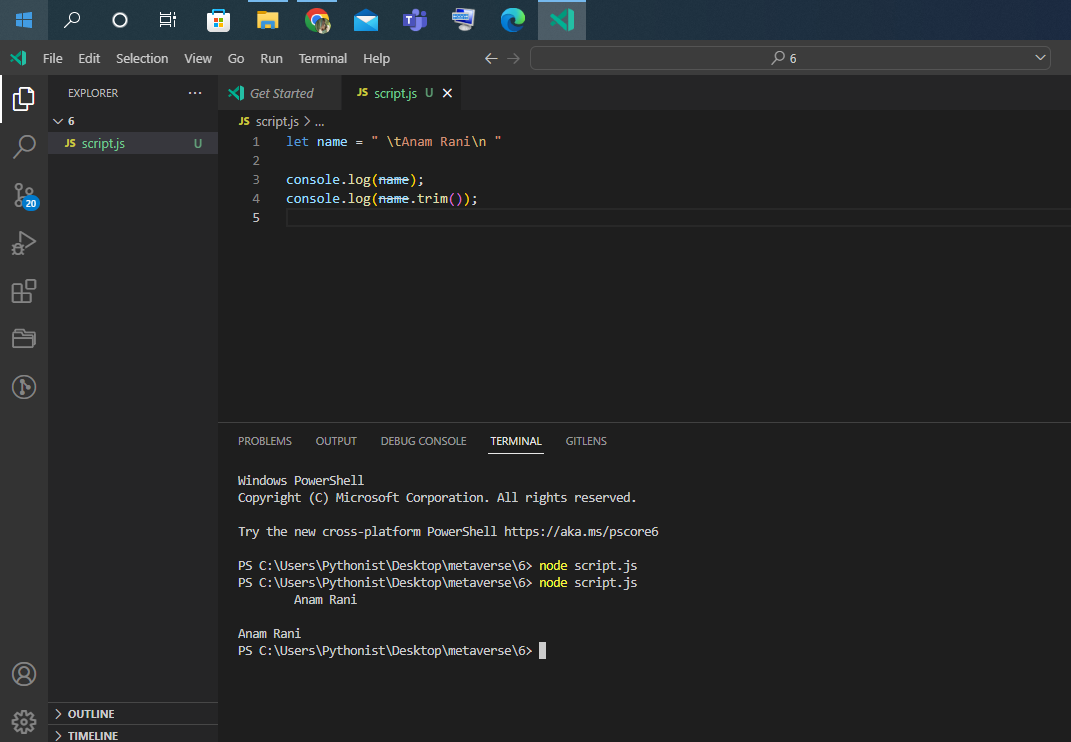 File Edit Selection View Go Run Terminal Help 6
EXPLORER ···
6
JS script.js U
Get Started JS script.js U
JS script.js > ...
1 let name = " \tAnam Rani\n "
2
3 console.log(name);
4 console.log(name.trim());
5
20
PROBLEMS OUTPUT DEBUG CONSOLE TERMINAL GITLENS
Windows PowerShell
Copyright (C) Microsoft Corporation. All rights reserved.
Try the new cross-platform PowerShell https://aka.ms/pscore6
PS C:\Users\Pythonist\Desktop\metaverse\6> node script.js
PS C:\Users\Pythonist\Desktop\metaverse\6> node script.js
Anam Rani
Anam Rani
PS C:\Users\Pythonist\Desktop\metaverse\6>
OUTLINE
TIMELINE